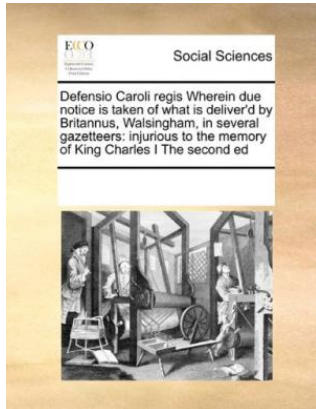 ECCO
Social Sciences
Defensio Caroli regis Wherein due
notice is taken of what is deliver'd by
Britannus, Walsingham, in several
gazetteers: injurious to the memory
of King Charles I The second ed